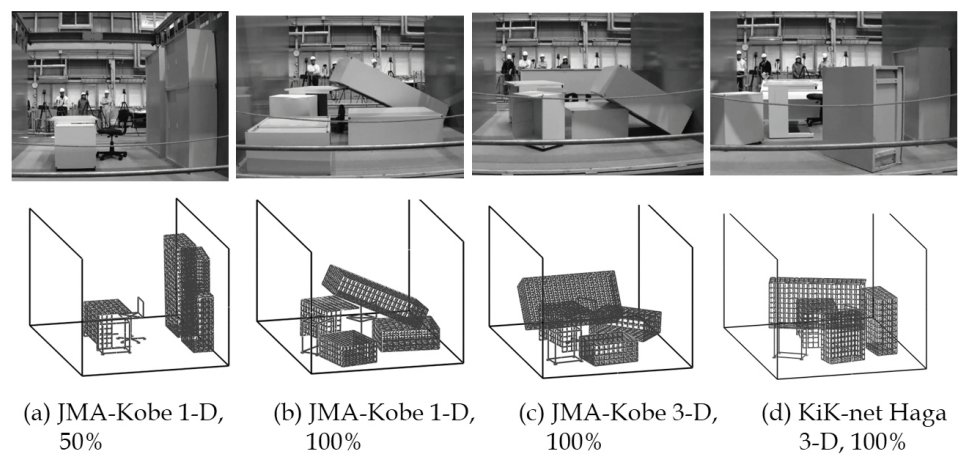 (a) JMA-Kobe 1-D,
50%
(b) JMA-Kobe 1-D,
100%
(c) JMA-Kobe 3-D,
100%
(d) KiK-net Haga
3-D, 100%